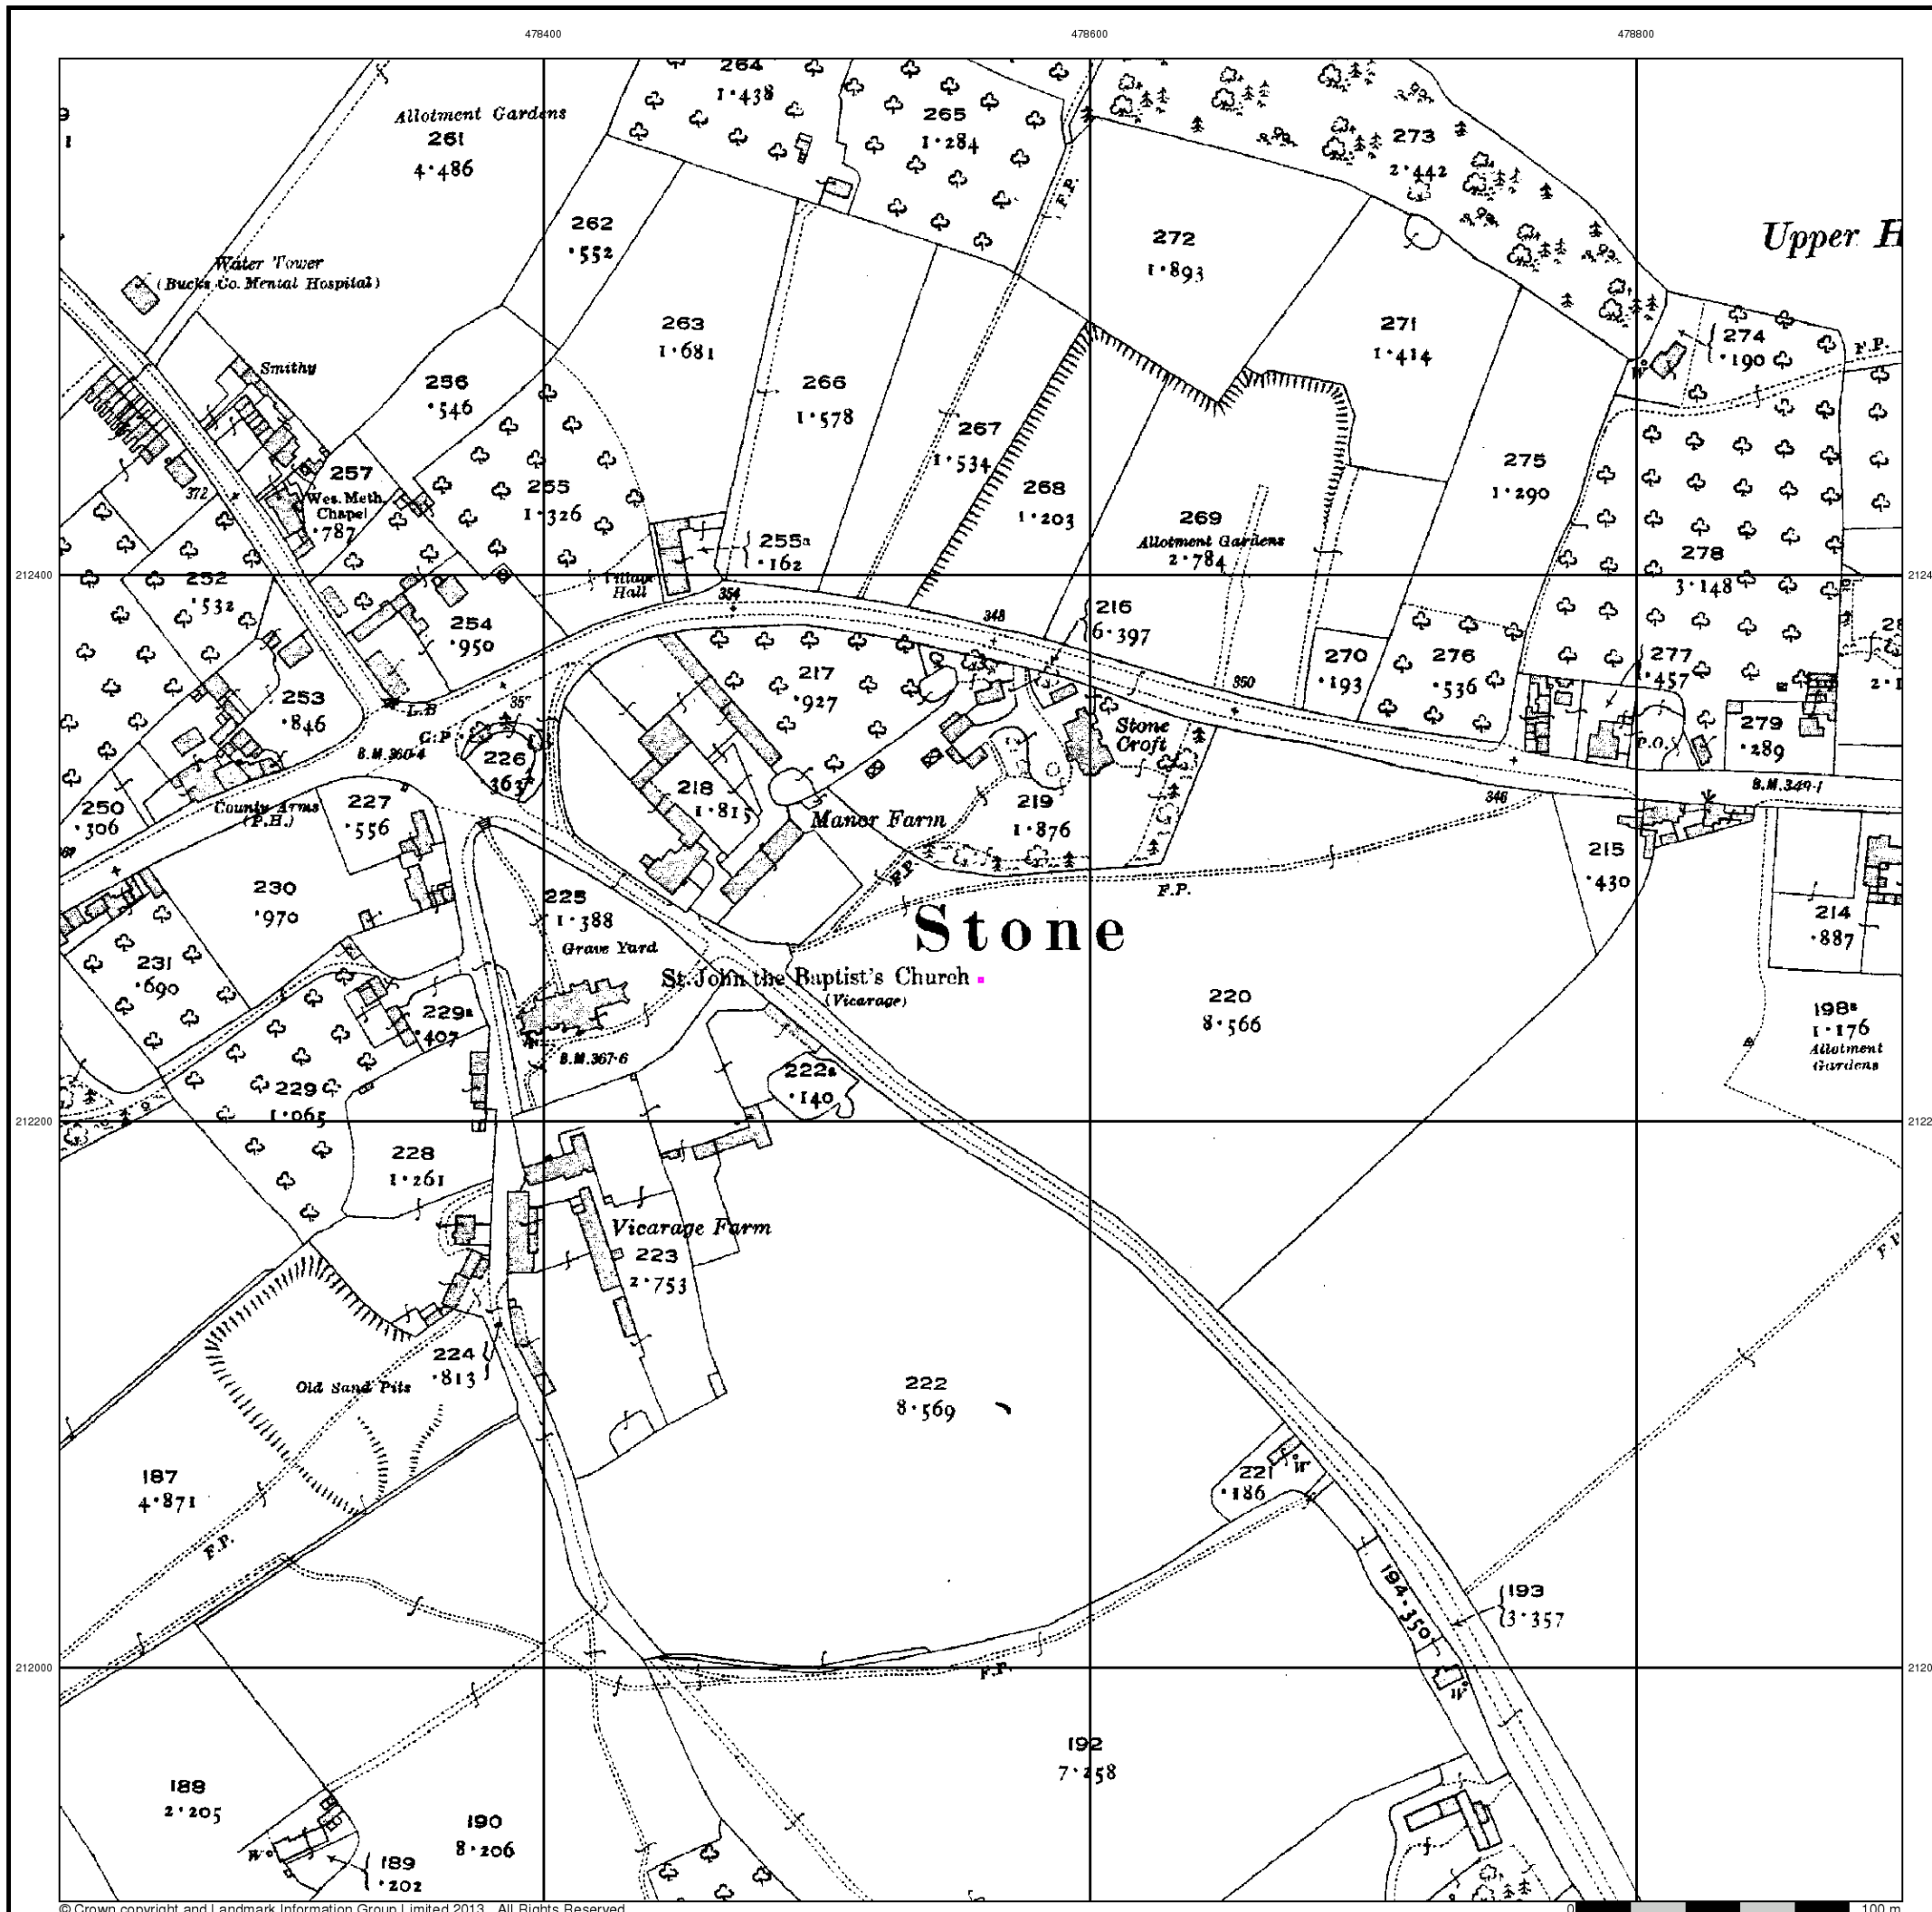 478400
478600
478800
264
1·438
265
1·284
273
2·442
Allotment Gardens
261
4·486
9
1
262
·552
272
1·893
Upper H
Water Tower
(Bucks Co. Mental Hospital)
263
1·681
271
1·414
274
·190
F.P.
F.P.
W
Smithy
256
·546
266
1·578
267
1·534
275
1·290
257
Wes. Meth.
Chapel
·787
372
255
1·326
268
1·203
269
Allotment Gardens
2·784
278
3·148
255a
·162
212400
2124
252
·532
Village
Hall
354
348
216
6·397
254
·950
217
·927
270
·193
276
·536
277
1·457
350
253
·846
L.B
357
G.P
B.M.360·4
226
·363
Stone
Croft
P.O.
279
·289
250
·306
County Arms
(P.H.)
227
·556
218
1·815
Manor Farm
219
1·876
346
B.M.349·1
367
230
·970
F.P.
F.P.
215
·430
225
1·388
Grave Yard
Stone
214
·887
231
·690
St. John the Baptist's Church
(Vicarage)
229a
·407
220
8·566
198a
1·176
Allotment
Gardens
B.M.367·6
229
1·065
222a
·140
212200
2122
228
1·261
Vicarage Farm
223
2·753
F.P.
224
·813
Old Sand Pits
222
8·569
187
4·871
221
·186
W
F.P.
194·350
193
3·357
212000
2120
F.P.
W
192
7·258
188
2·205
190
8·206
W
189
·202
© Crown copyright and Landmark Information Group Limited 2013. All Rights Reserved
0
100 m